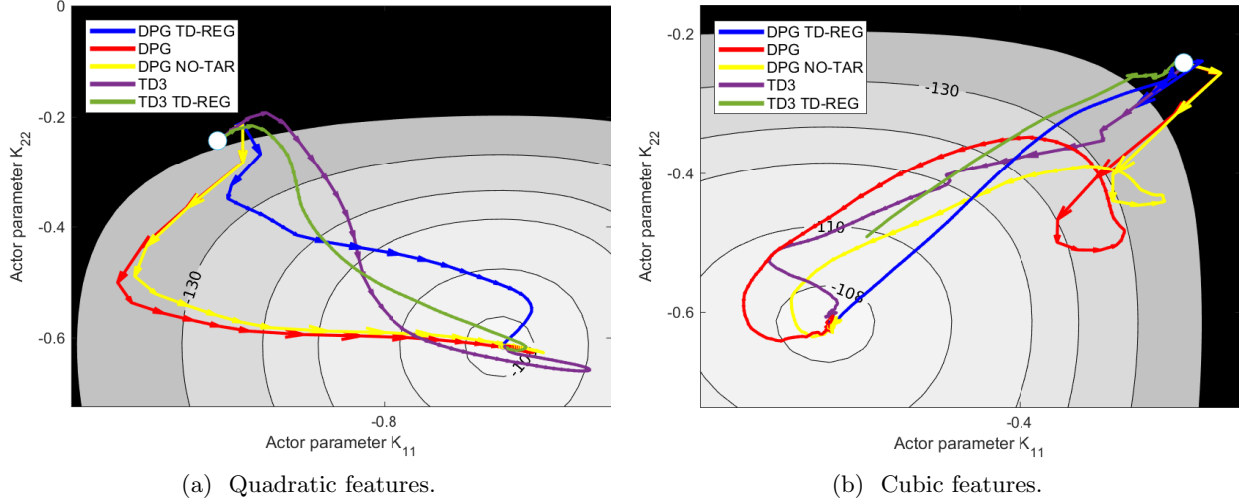 0
-0.2
-0.4
-0.6
Actor parameter K22
DPG TD-REG
DPG
DPG NO-TAR
TD3
TD3 TD-REG
-130
-0.8
Actor parameter K11
(a) Quadratic features.
-0.2
-0.4
-0.6
Actor parameter K22
DPG TD-REG
DPG
DPG NO-TAR
TD3
TD3 TD-REG
-130
-110
-108
-0.4
Actor parameter K11
(b) Cubic features.